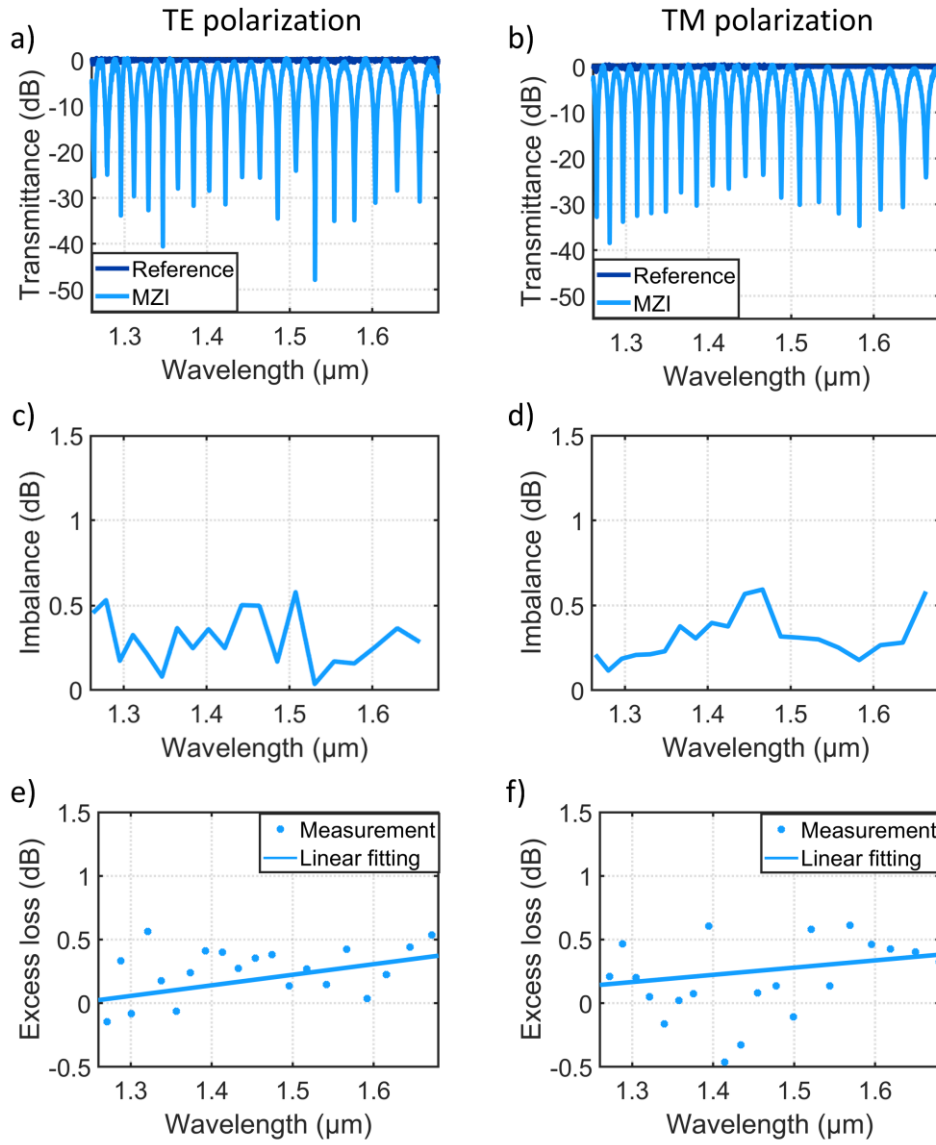 TE polarization
TM polarization
a)
0
-10
-20
-30
-40
-50
Transmittance (dB)
Reference
MZI
1.3 1.4 1.5 1.6
Wavelength (µm)
b)
0
-10
-20
-30
-40
-50
Transmittance (dB)
Reference
MZI
1.3 1.4 1.5 1.6
Wavelength (µm)
c)
1.5
1
0.5
0
Imbalance (dB)
1.3 1.4 1.5 1.6
Wavelength (µm)
d)
1.5
1
0.5
0
Imbalance (dB)
1.3 1.4 1.5 1.6
Wavelength (µm)
e)
1.5
1
0.5
0
-0.5
Excess loss (dB)
Measurement
Linear fitting
1.3 1.4 1.5 1.6
Wavelength (µm)
f)
1.5
1
0.5
0
-0.5
Excess loss (dB)
Measurement
Linear fitting
1.3 1.4 1.5 1.6
Wavelength (µm)